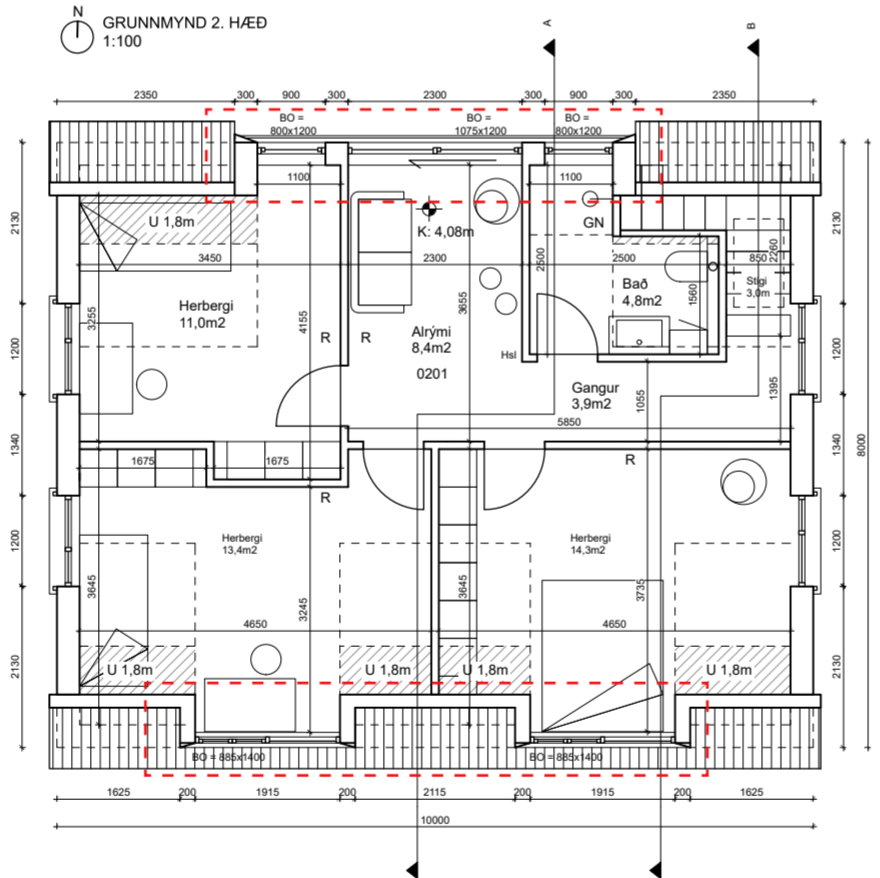 N
GRUNNMYND 2. HÆÐ
1:100
A
B
2350 300 900 300 2300 300 900 300 2350
BO =
800x1200
BO =
1075x1200
BO =
800x1200
1100
1100
U 1,8m
K: 4,08m
GN
2130
2130
2130
3450
2300
2500
2500
850
2260
Bað
4,8m2
Stigi
3,0m
1560
3255
Herbergi
11,0m2
4155
3655
R
R
Alrými
8,4m2
0201
Hsl
1200
1200
Gangur
3,9m2
1055
1395
5850
1340
1340
8000
1675
1675
R
R
Herbergi
13,4m2
Herbergi
14,3m2
1200
1200
3645
3245
3645
3735
4650
4650
U 1,8m
U 1,8m
U 1,8m
U 1,8m
2130
2130
BO = 885x1400
BO = 885x1400
1625 200 1915 200 2115 200 1915 200 1625
10000